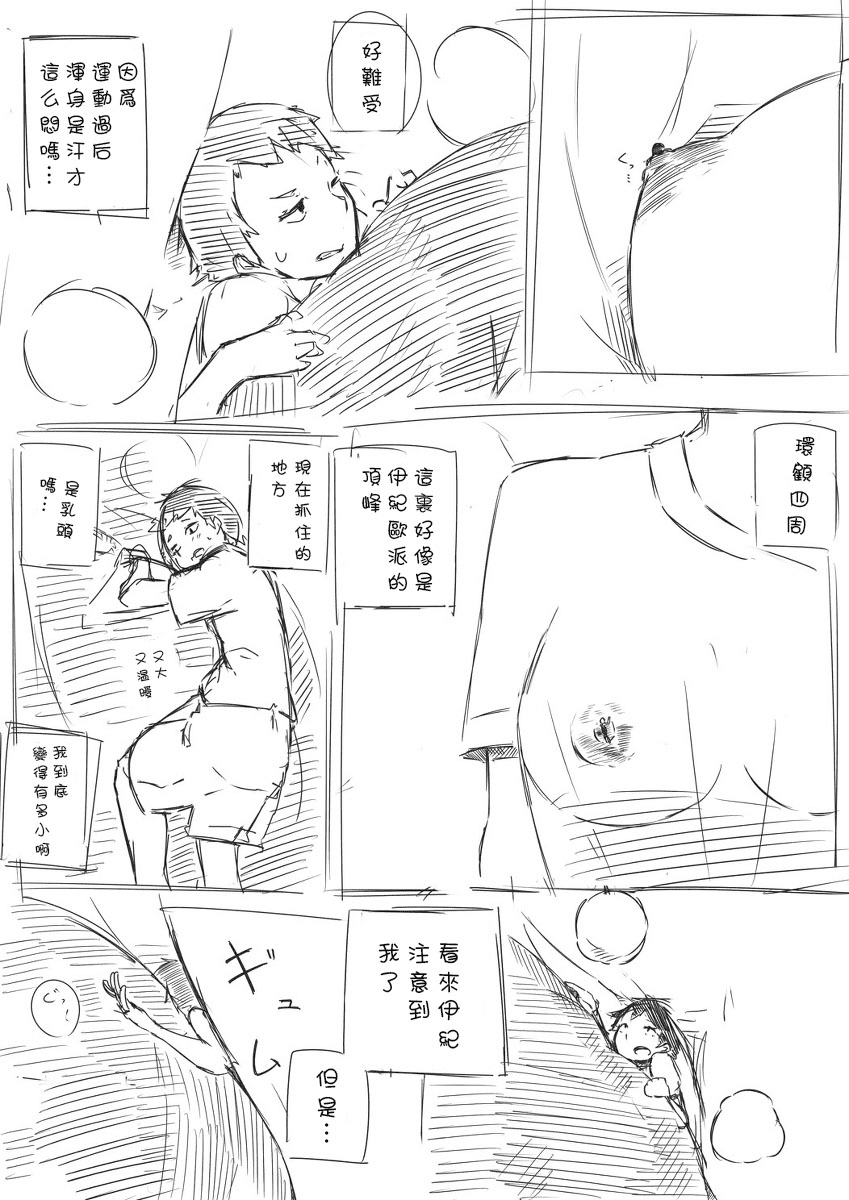 くっ
…
好難受
因爲
運動過后
渾身是汗才
這么悶嗎…
環顧四周
這裏好像是
伊紀歐派的
頂峰
現在抓住的
地方
是乳頭
嗎…
又大
又溫暖
我到底
變得有多小啊
看來伊紀
注意到
我了
但是…
ギュム
ぐっ…